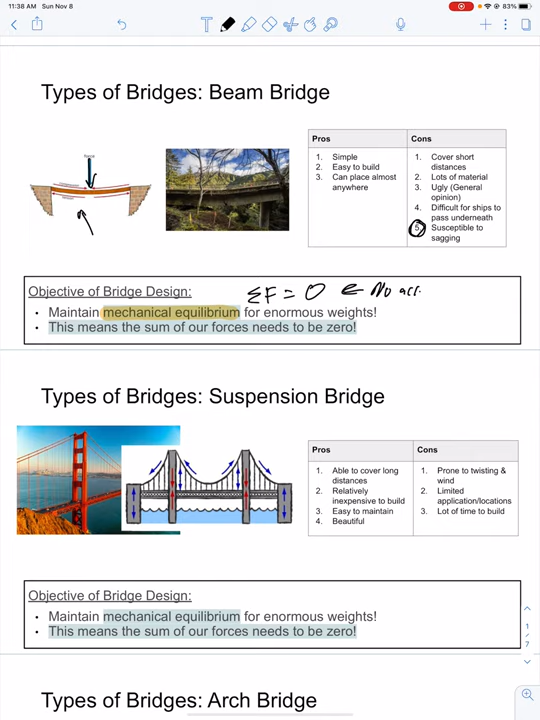 11:38 AM Sun Nov 8
83%
Types of Bridges: Beam Bridge
force
Pros
1. Simple
2. Easy to build
3. Can place almost
anywhere
Cons
1. Cover short
distances
2. Lots of material
3. Ugly (General
opinion)
4. Difficult for ships to
pass underneath
5. Susceptible to
sagging
Objective of Bridge Design:
ΣF = 0 ← No acc.
• Maintain mechanical equilibrium for enormous weights!
• This means the sum of our forces needs to be zero!
Types of Bridges: Suspension Bridge
Pros
1. Able to cover long
distances
2. Relatively
inexpensive to build
3. Easy to maintain
4. Beautiful
Cons
1. Prone to twisting &
wind
2. Limited
application/locations
3. Lot of time to build
Objective of Bridge Design:
• Maintain mechanical equilibrium for enormous weights!
• This means the sum of our forces needs to be zero!
1
/
7
Types of Bridges: Arch Bridge